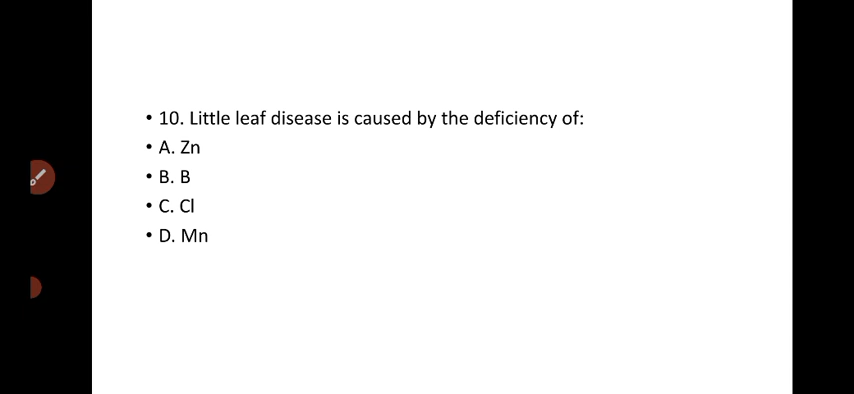 • 10. Little leaf disease is caused by the deficiency of:
• A. Zn
• B. B
• C. Cl
• D. Mn